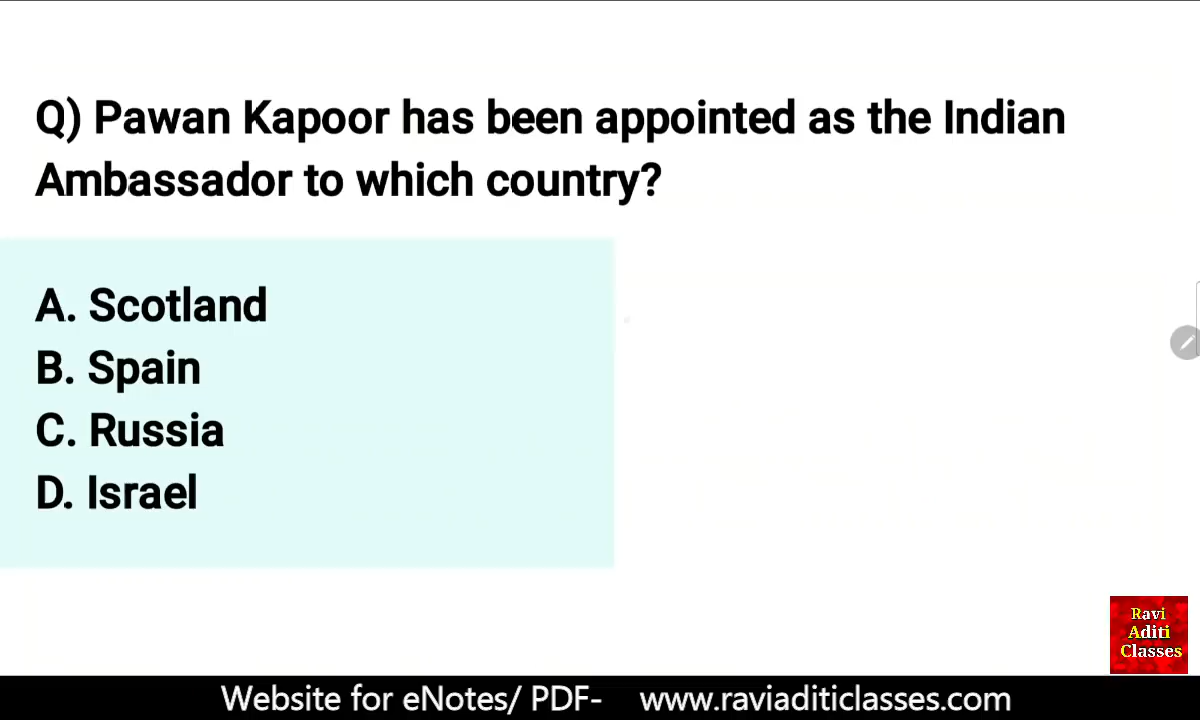 Q) Pawan Kapoor has been appointed as the Indian
Ambassador to which country?
A. Scotland
B. Spain
C. Russia
D. Israel
Ravi
Aditi
Classes
Website for eNotes/ PDF- www.raviaditiclasses.com